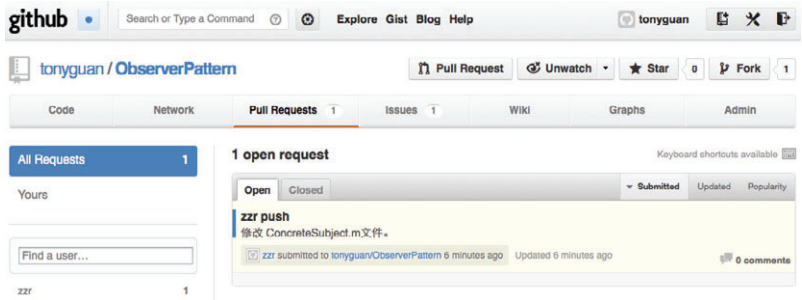 github Search or Type a Command Explore Gist Blog Help tonyguan
tonyguan / ObserverPattern Pull Request Unwatch Star 0 Fork 1
Code Network Pull Requests 1 Issues 1 Wiki Graphs Admin
All Requests 1
Yours
Find a user...
zzr 1
1 open request Keyboard shortcuts available
Open Closed Submitted Updated Popularity
zzr push
修改 ConcreteSubject.m文件。
zzr submitted to tonyguan/ObserverPattern 6 minutes ago Updated 6 minutes ago 0 comments